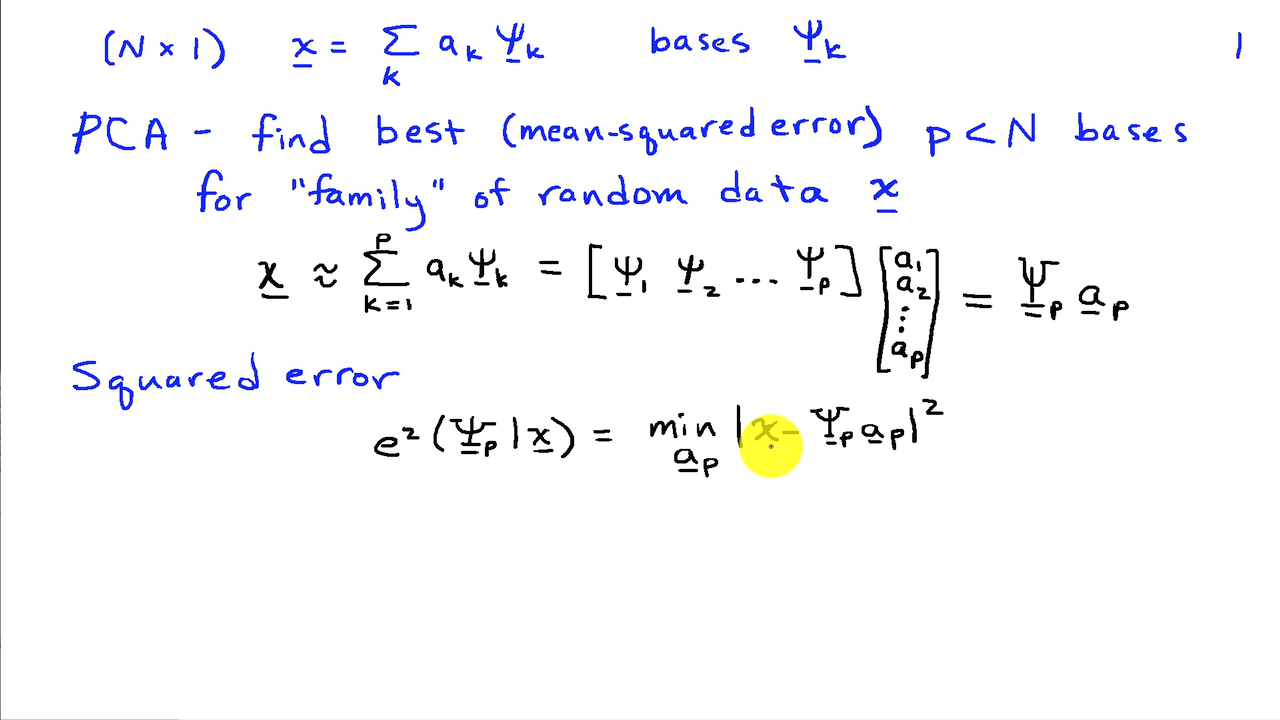 (N × 1) x = Σ_k a_k Ψ_k bases Ψ_k 1
PCA - find best (mean-squared error) p < N bases
for "family" of random data x
x ≈ Σ_{k=1}^{p} a_k Ψ_k = [Ψ_1 Ψ_2 ... Ψ_p] [a_1 a_2 ⋮ a_p] = Ψ_p a_p
Squared error
e² (Ψ_p | x) = min_{a_p} | x - Ψ_p a_p |²